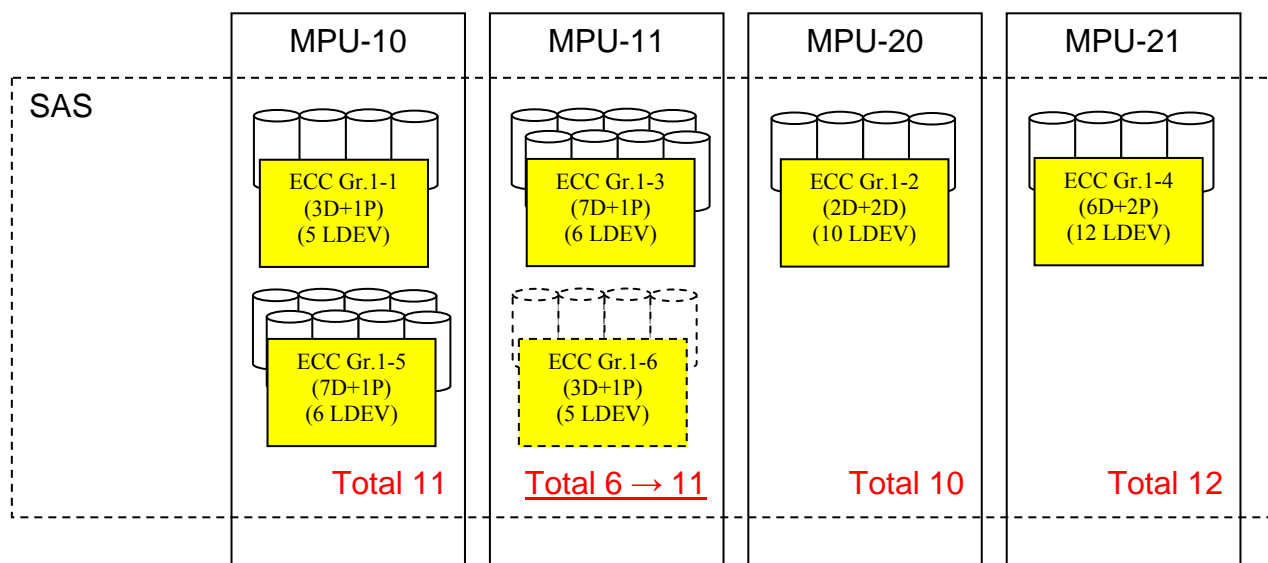 MPU-10
MPU-11
MPU-20
MPU-21
SAS
ECC Gr.1-1
(3D+1P)
(5 LDEV)
ECC Gr.1-3
(7D+1P)
(6 LDEV)
ECC Gr.1-2
(2D+2D)
(10 LDEV)
ECC Gr.1-4
(6D+2P)
(12 LDEV)
ECC Gr.1-5
(7D+1P)
(6 LDEV)
ECC Gr.1-6
(3D+1P)
(5 LDEV)
Total 11
Total 6 → 11
Total 10
Total 12